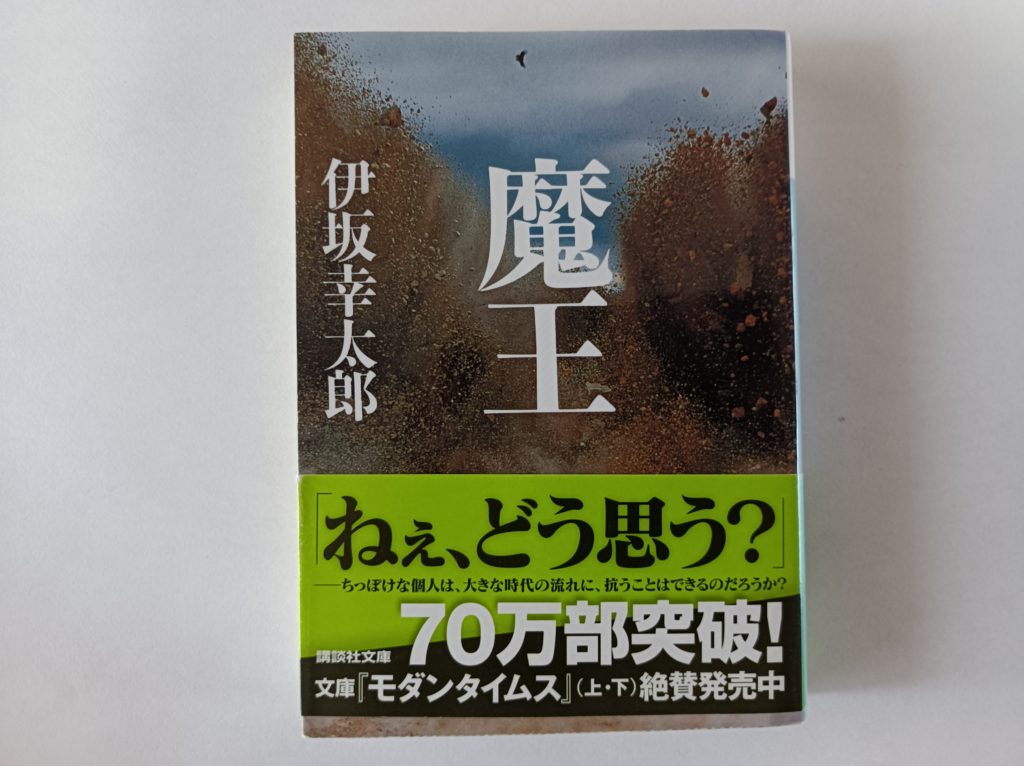 魔王
伊坂幸太郎
「ねぇ、どう思う?」
──ちっぽけな個人は、大きな時代の流れに、抗うことはできるのだろうか?
70万部突破!
講談社文庫
文庫『モダンタイムス』(上・下)絶賛発売中